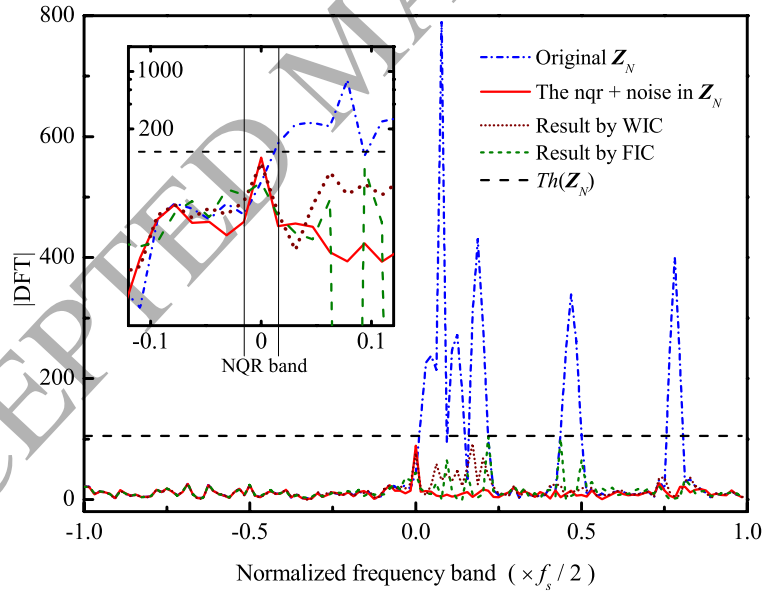 CEPTED MA
800
600
400
200
0
|DFT|
1000
200
-0.1
0
0.1
NQR band
Original Z_N
The nqr + noise in Z_N
Result by WIC
Result by FIC
Th(Z_N)
-1.0
-0.5
0.0
0.5
1.0
Normalized frequency band ( × f_s / 2 )